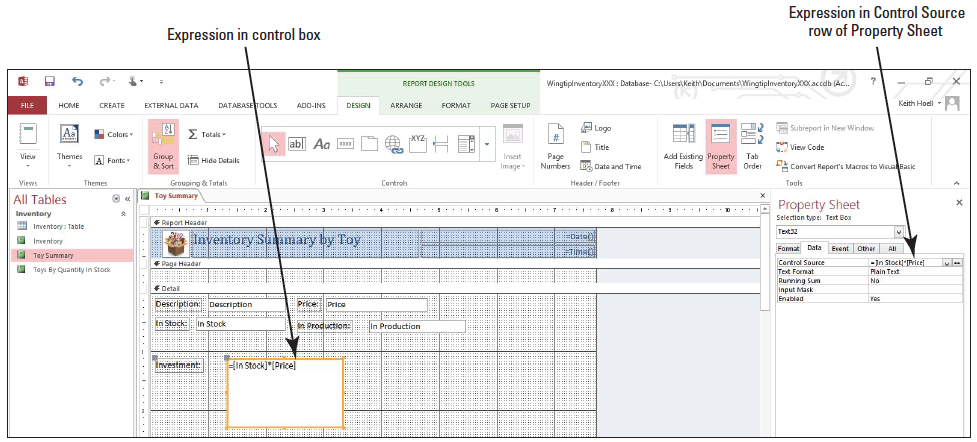 Expression in control box
Expression in Control Source
row of Property Sheet
REPORT DESIGN TOOLS
WingtipInventoryXXX : Database- C:\Users\Keith\Documents\WingtipInventoryXXX.accdb (Ac...
?
FILE HOME CREATE EXTERNAL DATA DATABASE TOOLS ADD-INS DESIGN ARRANGE FORMAT PAGE SETUP
Keith Hoell
View
Views
Aa
Themes
Colors
A Fonts
Themes
Group
& Sort
Σ Totals
Hide Details
Grouping & Totals
ab|
Aa
XYZ
Controls
Insert
Image
#
Page
Numbers
Logo
Title
Date and Time
Header / Footer
Add Existing
Fields
Property
Sheet
Tab
Order
Subreport in New Window
View Code
Convert Report's Macros to Visual Basic
Tools
All Tables
Inventory
Inventory : Table
Inventory
Toy Summary
Toys By Quantity In Stock
Toy Summary
Report Header
Inventory Summary by Toy
=Date()
=Time()
Page Header
Detail
Description: Description Price: Price
In Stock: In Stock In Production: In Production
Investment: =[In Stock]*[Price]
Property Sheet
Selection type: Text Box
Text52
Format Data Event Other All
Control Source =[In Stock]*[Price]
Text Format Plain Text
Running Sum No
Input Mask
Enabled Yes